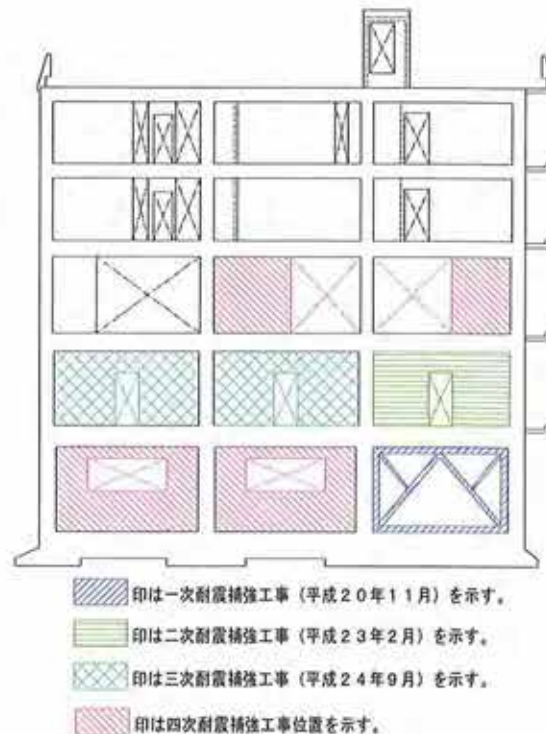 印は一次耐震補強工事（平成２０年１１月）を示す。
印は二次耐震補強工事（平成２３年２月）を示す。
印は三次耐震補強工事（平成２４年９月）を示す。
印は四次耐震補強工事位置を示す。